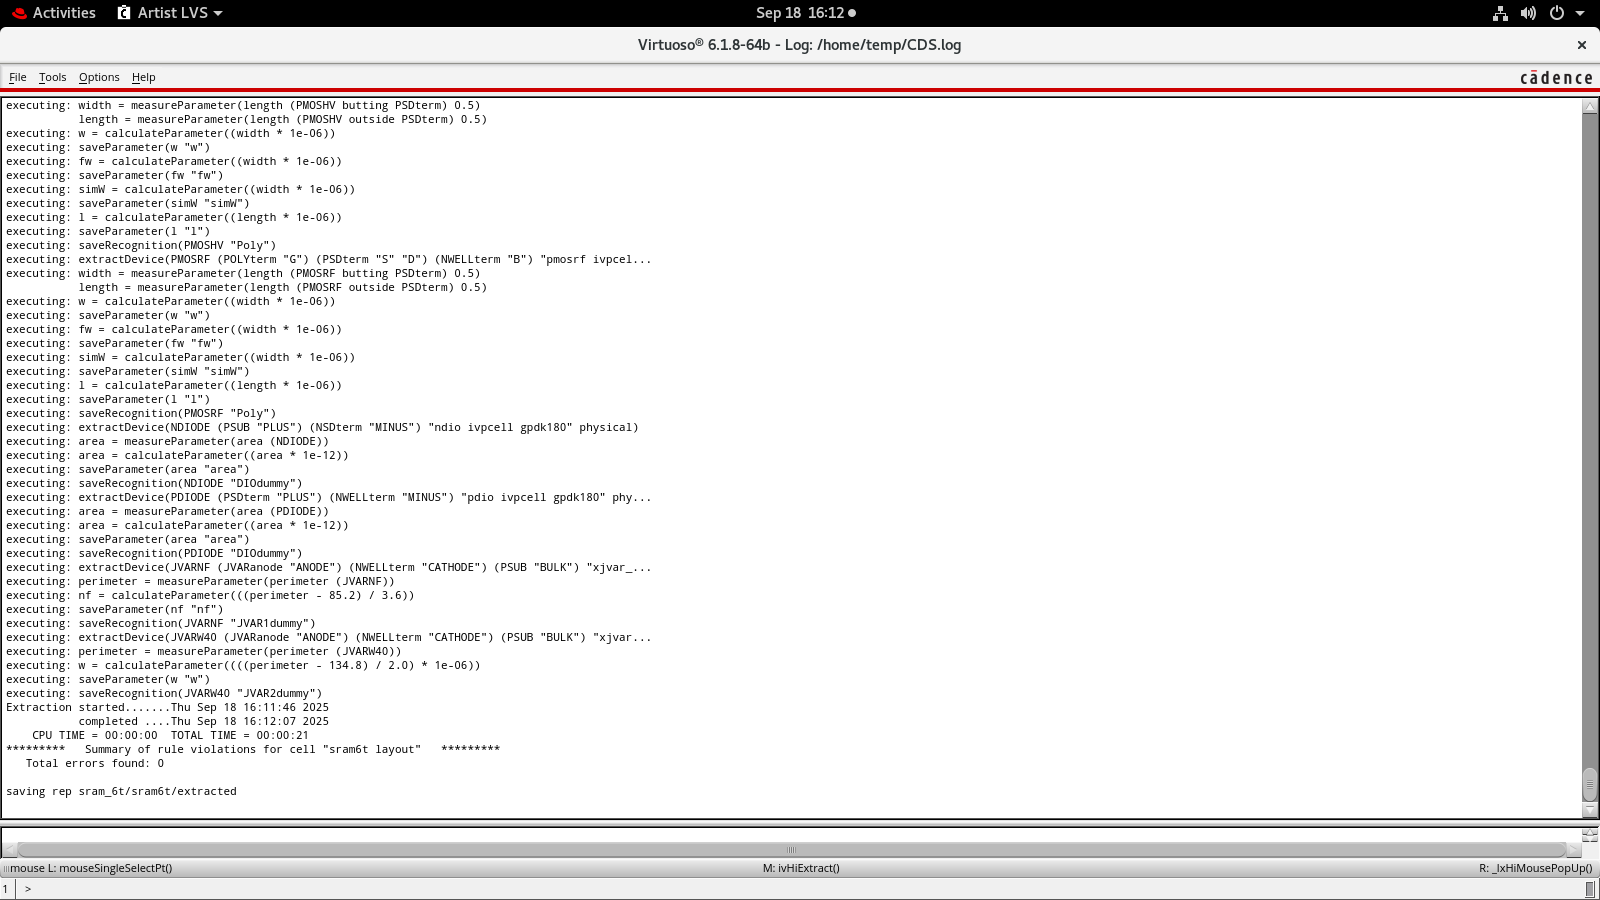 Activities  Artist LVS  Sep 18 16:12
Virtuoso® 6.1.8-64b - Log: /home/temp/CDS.log  ×
File  Tools  Options  Help  cādence
executing: width = measureParameter(length (PMOSHV butting PSDterm) 0.5)
           length = measureParameter(length (PMOSHV outside PSDterm) 0.5)
executing: w = calculateParameter((width * 1e-06))
executing: saveParameter(w "w")
executing: fw = calculateParameter((width * 1e-06))
executing: saveParameter(fw "fw")
executing: simW = calculateParameter((width * 1e-06))
executing: saveParameter(simW "simW")
executing: l = calculateParameter((length * 1e-06))
executing: saveParameter(l "l")
executing: saveRecognition(PMOSHV "Poly")
executing: extractDevice(PMOSRF (POLYterm "G") (PSDterm "S" "D") (NWELLterm "B") "pmosrf ivpcel...
executing: width = measureParameter(length (PMOSRF butting PSDterm) 0.5)
           length = measureParameter(length (PMOSRF outside PSDterm) 0.5)
executing: w = calculateParameter((width * 1e-06))
executing: saveParameter(w "w")
executing: fw = calculateParameter((width * 1e-06))
executing: saveParameter(fw "fw")
executing: simW = calculateParameter((width * 1e-06))
executing: saveParameter(simW "simW")
executing: l = calculateParameter((length * 1e-06))
executing: saveParameter(l "l")
executing: saveRecognition(PMOSRF "Poly")
executing: extractDevice(NDIODE (PSUB "PLUS") (NSDterm "MINUS") "ndio ivpcell gpdk180" physical)
executing: area = measureParameter(area (NDIODE))
executing: area = calculateParameter((area * 1e-12))
executing: saveParameter(area "area")
executing: saveRecognition(NDIODE "DIOdummy")
executing: extractDevice(PDIODE (PSDterm "PLUS") (NWELLterm "MINUS") "pdio ivpcell gpdk180" phy...
executing: area = measureParameter(area (PDIODE))
executing: area = calculateParameter((area * 1e-12))
executing: saveParameter(area "area")
executing: saveRecognition(PDIODE "DIOdummy")
executing: extractDevice(JVARNF (JVARanode "ANODE") (NWELLterm "CATHODE") (PSUB "BULK") "xjvar_...
executing: perimeter = measureParameter(perimeter (JVARNF))
executing: nf = calculateParameter(((perimeter - 85.2) / 3.6))
executing: saveParameter(nf "nf")
executing: saveRecognition(JVARNF "JVAR1dummy")
executing: extractDevice(JVARW40 (JVARanode "ANODE") (NWELLterm "CATHODE") (PSUB "BULK") "xjvar...
executing: perimeter = measureParameter(perimeter (JVARW40))
executing: w = calculateParameter((((perimeter - 134.8) / 2.0) * 1e-06))
executing: saveParameter(w "w")
executing: saveRecognition(JVARW40 "JVAR2dummy")
Extraction started.......Thu Sep 18 16:11:46 2025
           completed ....Thu Sep 18 16:12:07 2025
    CPU TIME = 00:00:00  TOTAL TIME = 00:00:21
*********   Summary of rule violations for cell "sram6t layout"   *********
   Total errors found: 0
saving rep sram_6t/sram6t/extracted
mouse L: mouseSingleSelectPt()  M: ivHiExtract()  R: _lxHiMousePopUp()
1  >